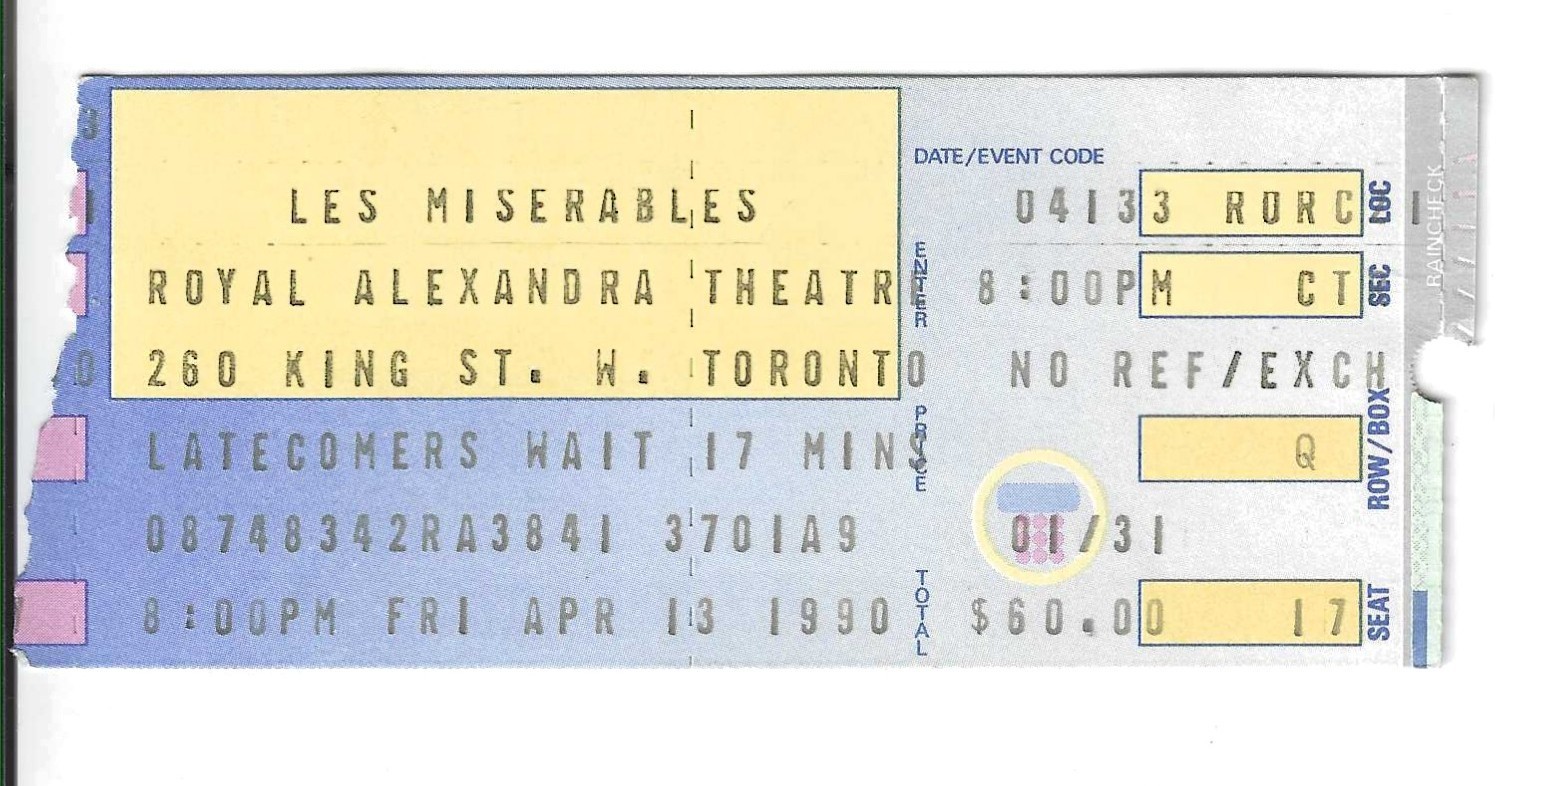 DATE/EVENT CODE
LES MISERABLES 04133 RORC LOC 1
ROYAL ALEXANDRA THEATRE ENTER 8:00PM CT SEC
260 KING ST. W. TORONTO NO REF/EXCH
LATECOMERS WAIT 17 MINS PRICE Q ROW/BOX
08748342RA3841 3701A9 01/31
8:00PM FRI APR 13 1990 TOTAL $60.00 17 SEAT
RAINCHECK